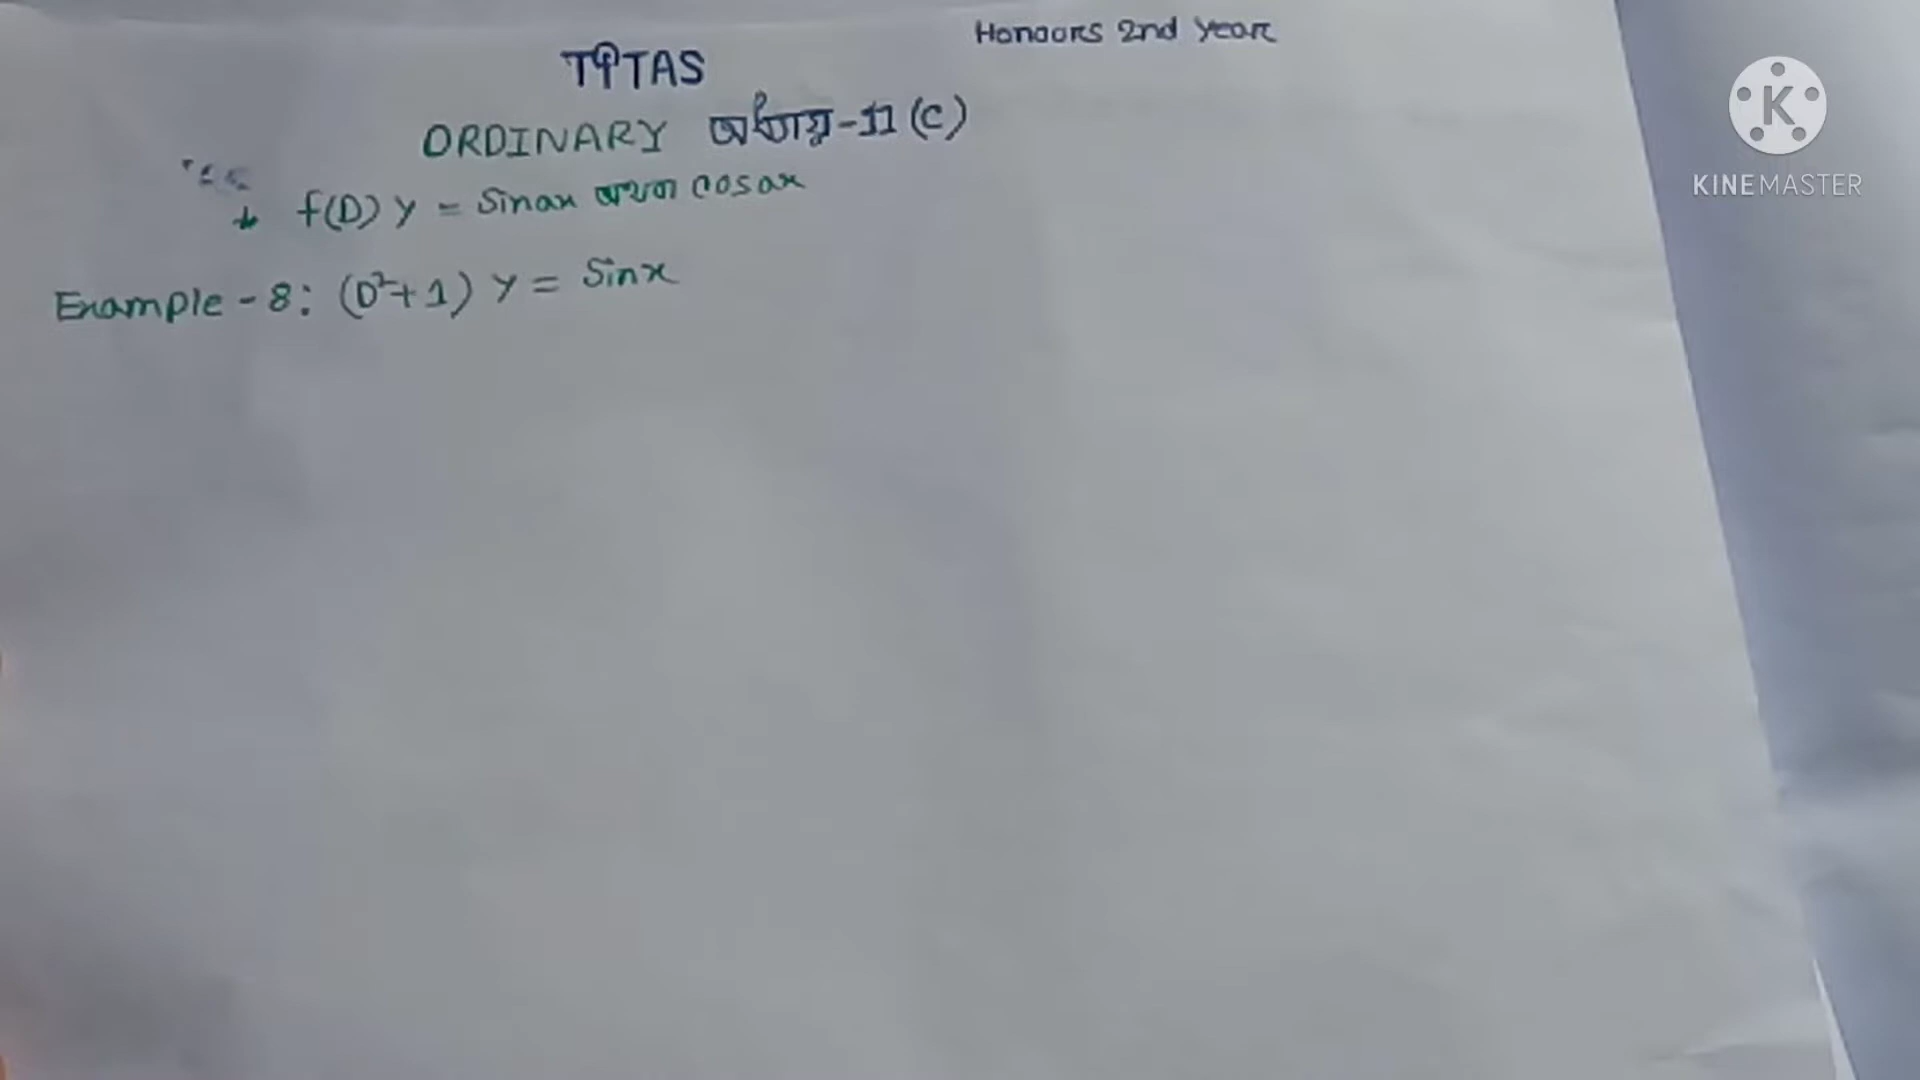 Honours 2nd Year
TITAS
ORDINARY অধ্যায়-11 (C)
f(D) y = Sinax অথবা cosax
Example - 8: (D²+1) y = Sinx
KINEMASTER